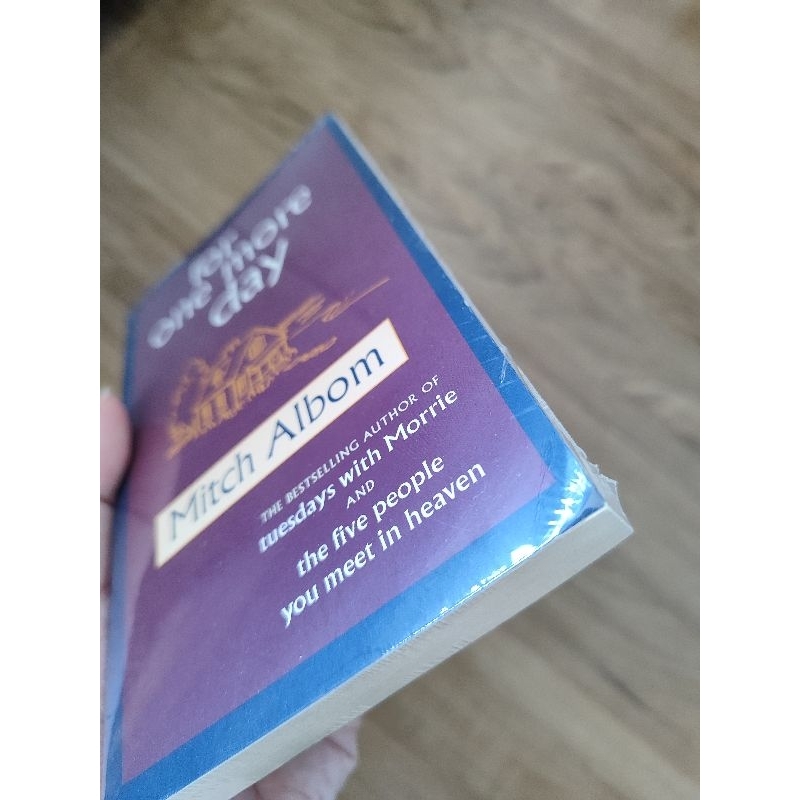 for
one more
day
Mitch Albom
THE BESTSELLING AUTHOR OF
tuesdays with Morrie
AND
the five people
you meet in heaven